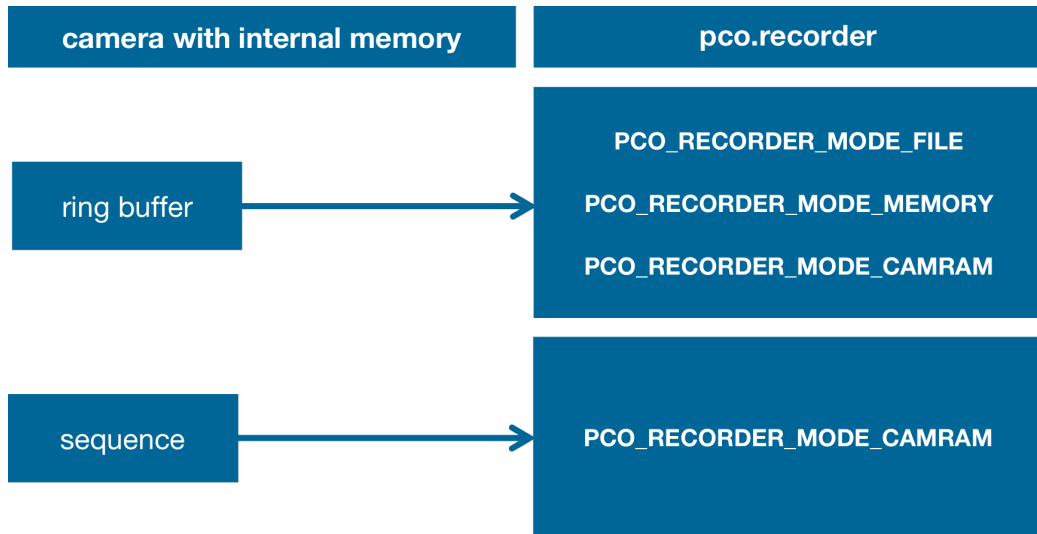 camera with internal memory
pco.recorder
ring buffer
PCO_RECORDER_MODE_FILE
PCO_RECORDER_MODE_MEMORY
PCO_RECORDER_MODE_CAMRAM
sequence
PCO_RECORDER_MODE_CAMRAM